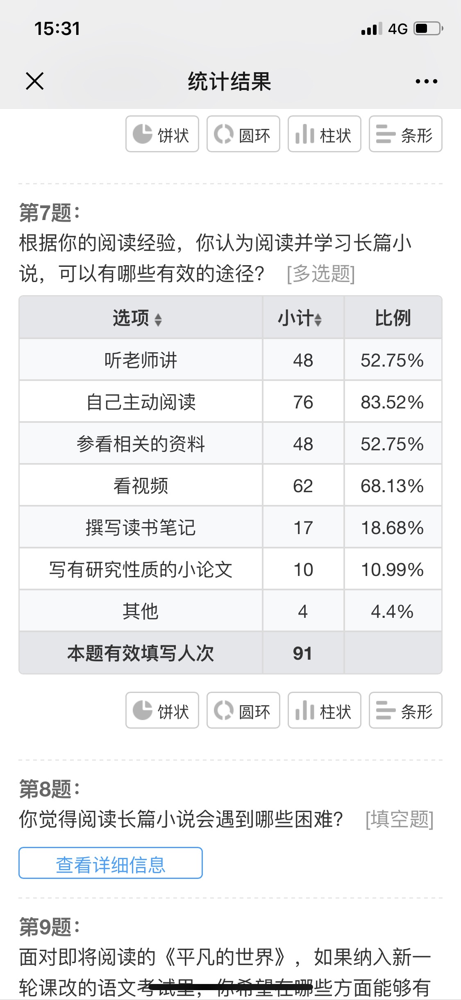 15:31 4G
统计结果
饼状 圆环 柱状 条形
第7题：
根据你的阅读经验，你认为阅读并学习长篇小
说，可以有哪些有效的途径？ [多选题]
选项 小计 比例
听老师讲 48 52.75%
自己主动阅读 76 83.52%
参看相关的资料 48 52.75%
看视频 62 68.13%
撰写读书笔记 17 18.68%
写有研究性质的小论文 10 10.99%
其他 4 4.4%
本题有效填写人次 91
饼状 圆环 柱状 条形
第8题：
你觉得阅读长篇小说会遇到哪些困难？ [填空题]
查看详细信息
第9题：
面对即将阅读的《平凡的世界》，如果纳入新一
轮课改的语文考试里，你希望在哪些方面能够有